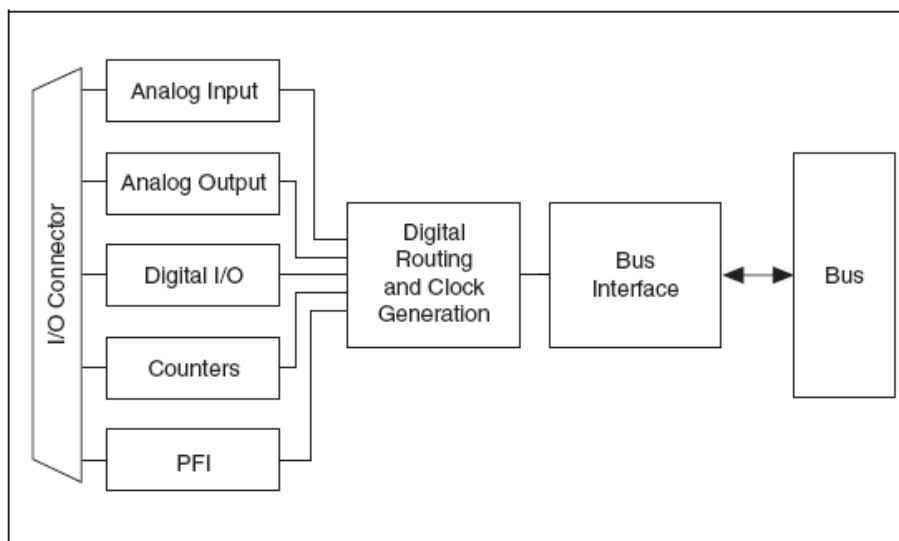 I/O Connector
Analog Input
Analog Output
Digital I/O
Counters
PFI
Digital
Routing
and Clock
Generation
Bus
Interface
Bus